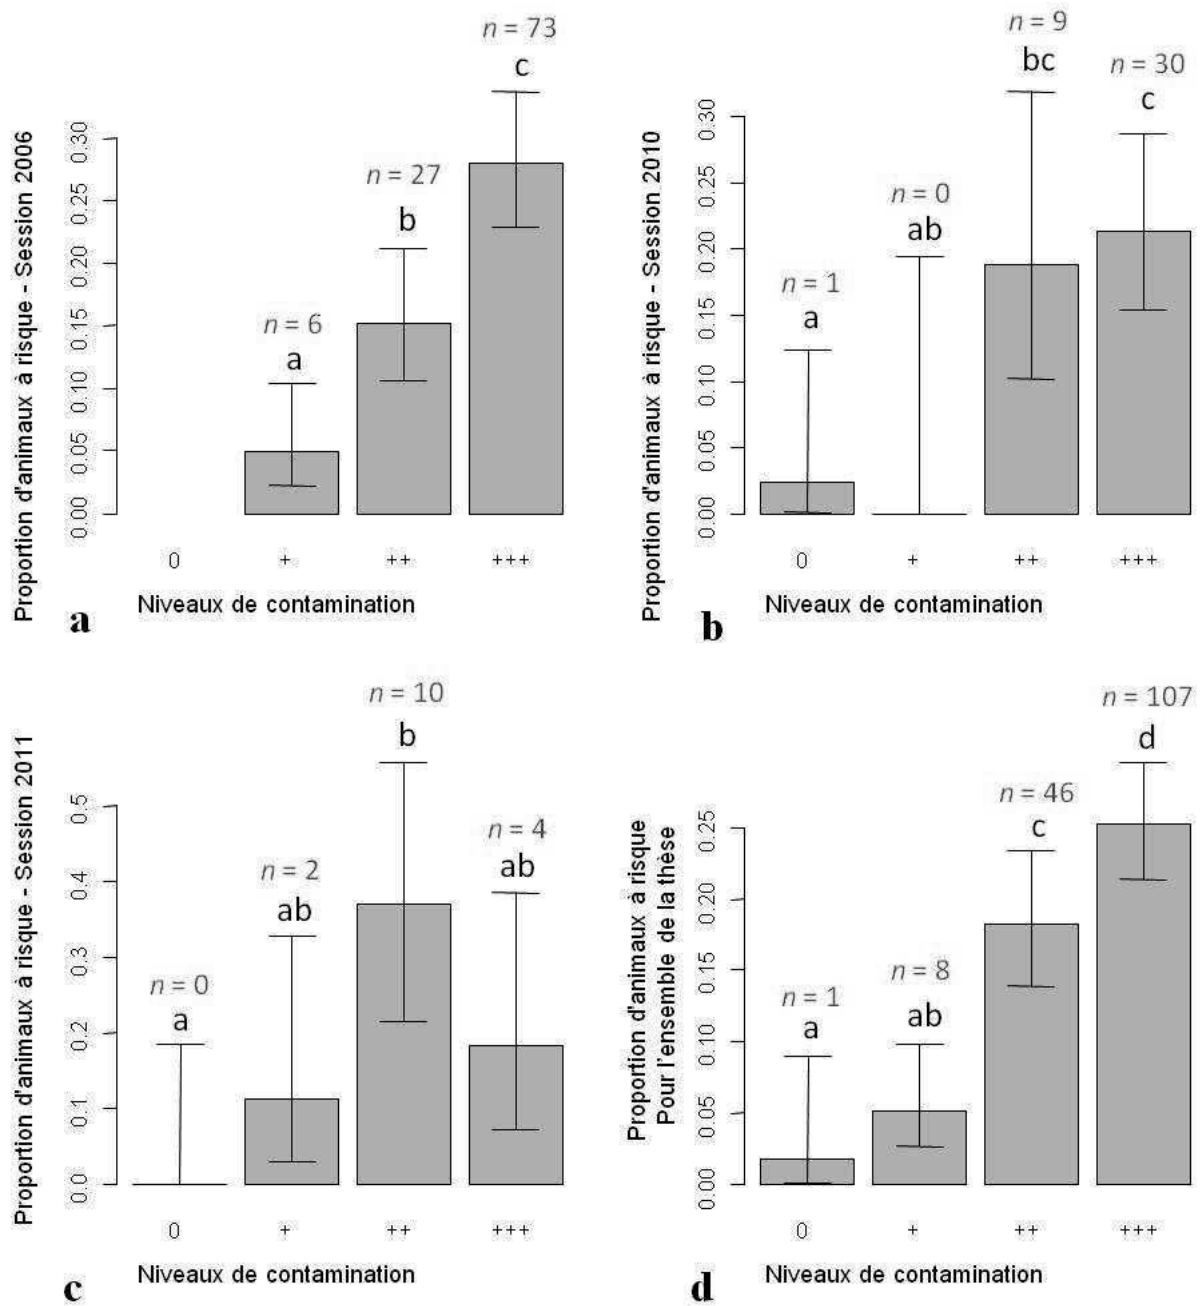 Proportion d'animaux à risque - Session 2006
0.00 0.05 0.10 0.15 0.20 0.25 0.30
n = 6
a
n = 27
b
n = 73
c
0 + ++ +++
Niveaux de contamination
a
Proportion d'animaux à risque - Session 2010
0.00 0.05 0.10 0.15 0.20 0.25 0.30
n = 1
a
n = 0
ab
n = 9
bc
n = 30
c
0 + ++ +++
Niveaux de contamination
b
Proportion d'animaux à risque - Session 2011
0.0 0.1 0.2 0.3 0.4 0.5
n = 0
a
n = 2
ab
n = 10
b
n = 4
ab
0 + ++ +++
Niveaux de contamination
c
Proportion d'animaux à risque
Pour l'ensemble de la thèse
0.00 0.05 0.10 0.15 0.20 0.25
n = 1
a
n = 8
ab
n = 46
c
n = 107
d
0 + ++ +++
Niveaux de contamination
d